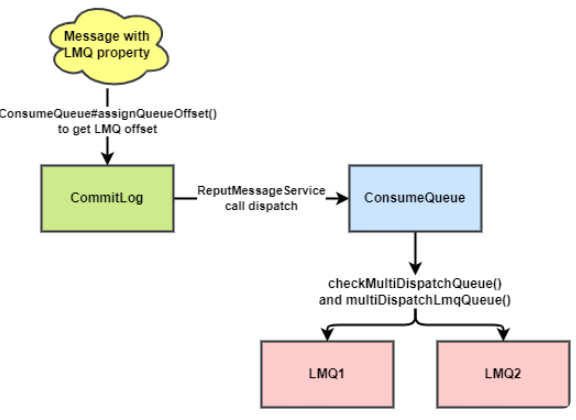 Message with
LMQ property
ConsumeQueue#assignQueueOffset()
to get LMQ offset
CommitLog
ReputMessageService
call dispatch
ConsumeQueue
checkMultiDispatchQueue()
and multiDispatchLmqQueue()
LMQ1
LMQ2